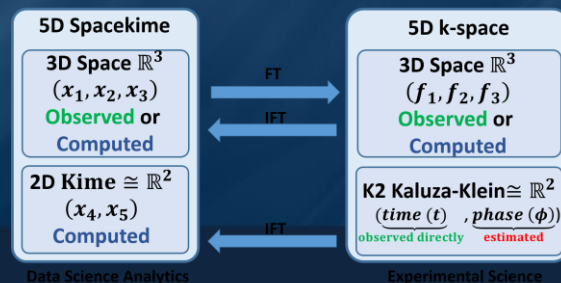 5D Spacekime
3D Space ℝ³
(x₁, x₂, x₃)
Observed or
Computed
2D Kime ≅ ℝ²
(x₄, x₅)
Computed
Data Science Analytics
FT
IFT
IFT
5D k-space
3D Space ℝ³
(f₁, f₂, f₃)
Observed or
Computed
K2 Kaluza-Klein≅ ℝ²
(time (t) , phase (ϕ))
observed directly estimated
Experimental Science